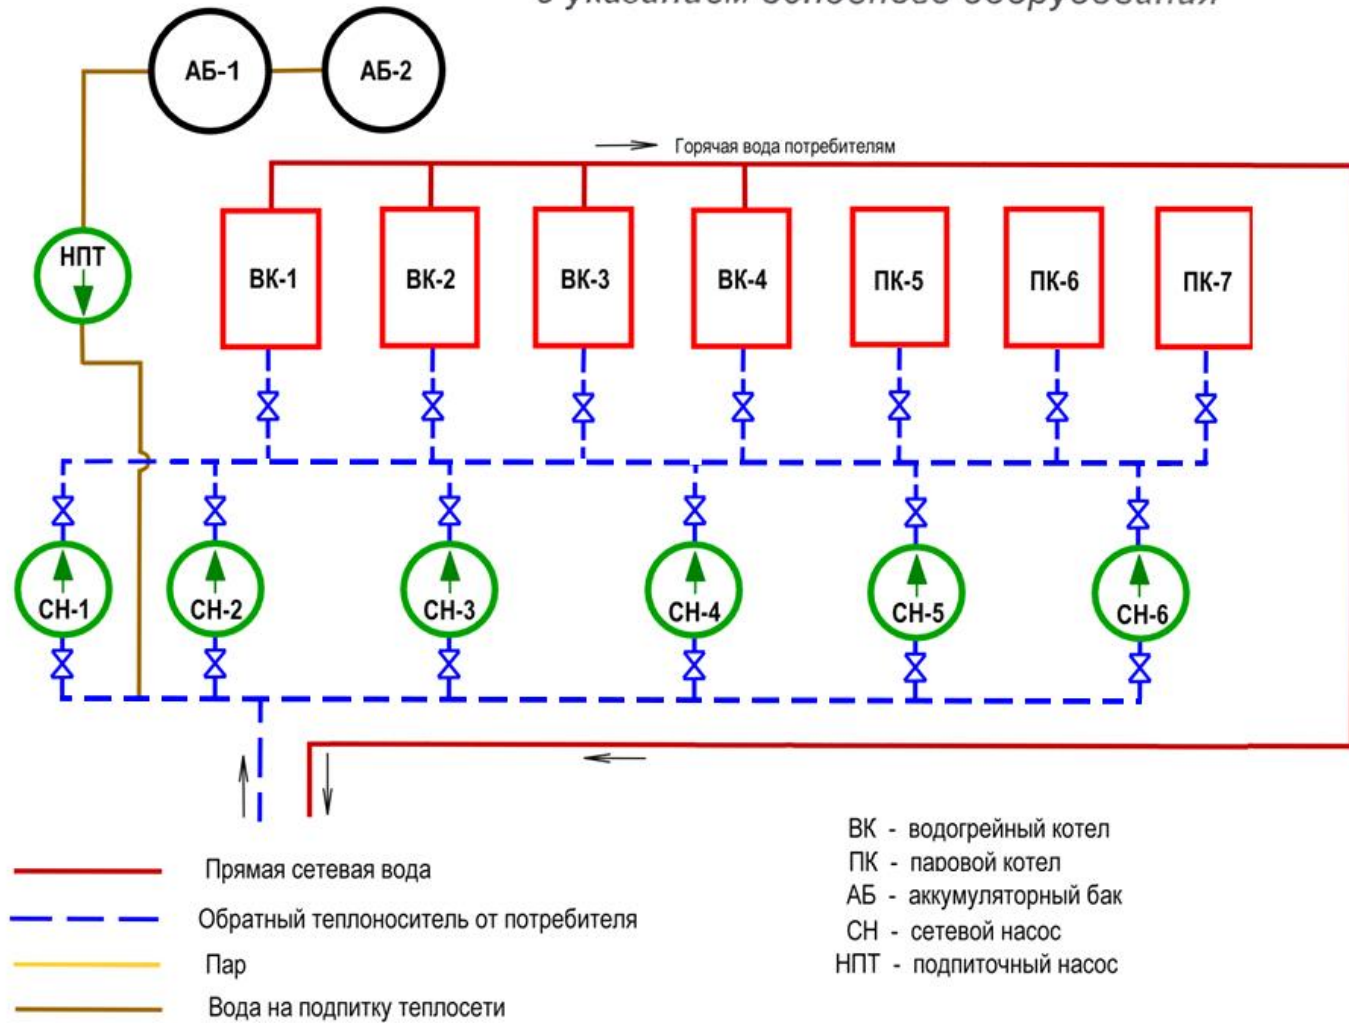 с указанием основного оборудования
АБ-1
АБ-2
Горячая вода потребителям
НПТ
ВК-1
ВК-2
ВК-3
ВК-4
ПК-5
ПК-6
ПК-7
СН-1
СН-2
СН-3
СН-4
СН-5
СН-6
Прямая сетевая вода
Обратный теплоноситель от потребителя
Пар
Вода на подпитку теплосети
ВК - водогрейный котел
ПК - паровой котел
АБ - аккумуляторный бак
СН - сетевой насос
НПТ - подпиточный насос